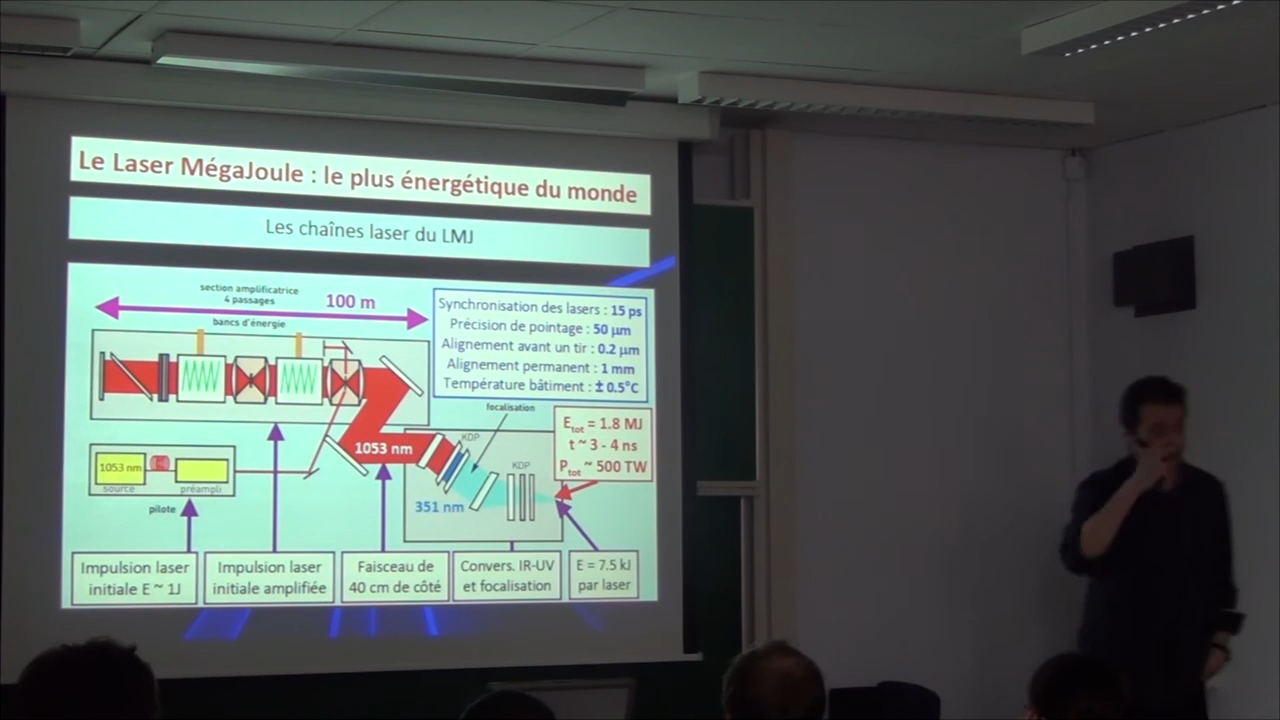 Le Laser MégaJoule : le plus énergétique du monde
Les chaînes laser du LMJ
section amplificatrice
4 passages
100 m
bancs d'énergie
Synchronisation des lasers : 15 ps
Précision de pointage : 50 μm
Alignement avant un tir : 0.2 μm
Alignement permanent : 1 mm
Température bâtiment : ± 0.5°C
focalisation
Etot = 1.8 MJ
t ~ 3 - 4 ns
Ptot ~ 500 TW
KDP
1053 nm
KDP
1053 nm
source
préampli
pilote
351 nm
Impulsion laser
initiale E ~ 1J
Impulsion laser
initiale amplifiée
Faisceau de
40 cm de côté
Convers. IR-UV
et focalisation
E = 7.5 kJ
par laser